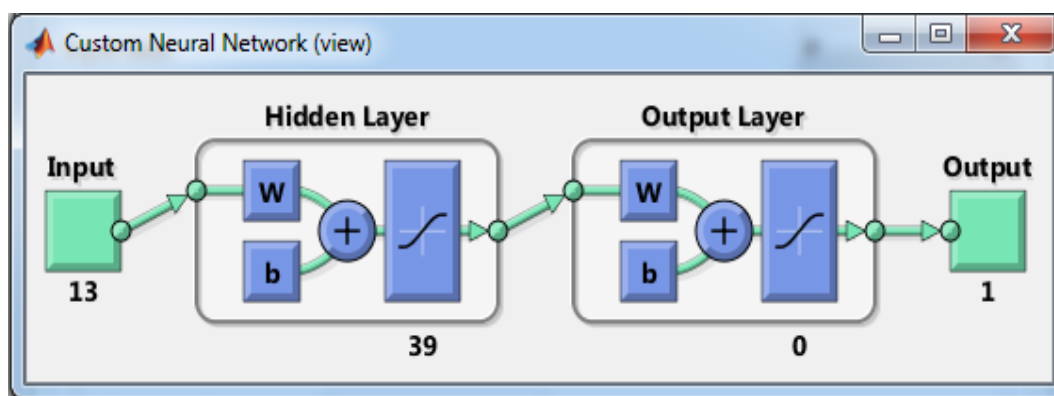 Custom Neural Network (view)
Hidden Layer
Output Layer
Input
Output
W
W
+
+
b
b
13
1
39
0